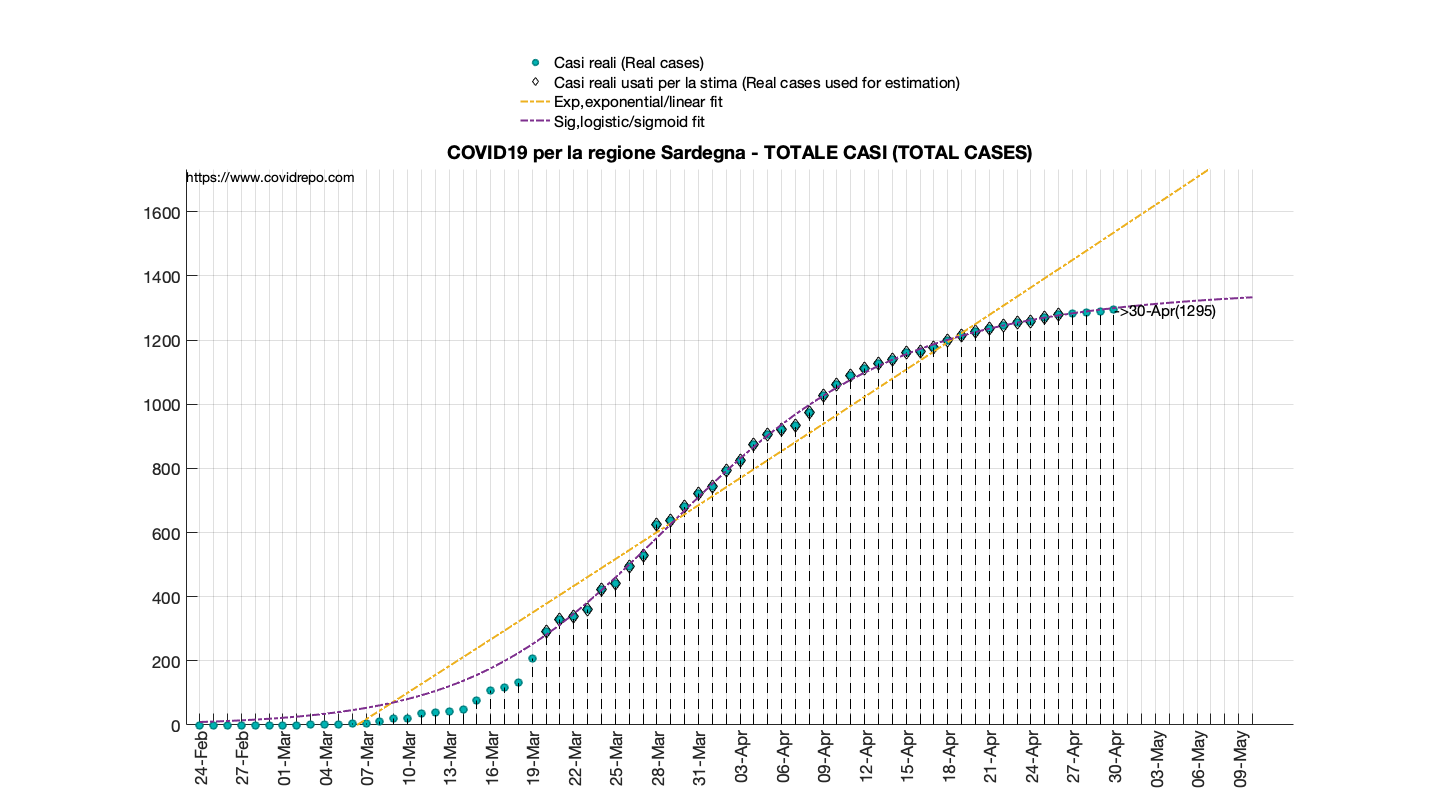 Casi reali (Real cases)
Casi reali usati per la stima (Real cases used for estimation)
Exp,exponential/linear fit
Sig,logistic/sigmoid fit
COVID19 per la regione Sardegna - TOTALE CASI (TOTAL CASES)
https://www.covidrepo.com
1600
1400
1200
1000
800
600
400
200
0
->30-Apr(1295)
24-Feb
27-Feb
01-Mar
04-Mar
07-Mar
10-Mar
13-Mar
16-Mar
19-Mar
22-Mar
25-Mar
28-Mar
31-Mar
03-Apr
06-Apr
09-Apr
12-Apr
15-Apr
18-Apr
21-Apr
24-Apr
27-Apr
30-Apr
03-May
06-May
09-May